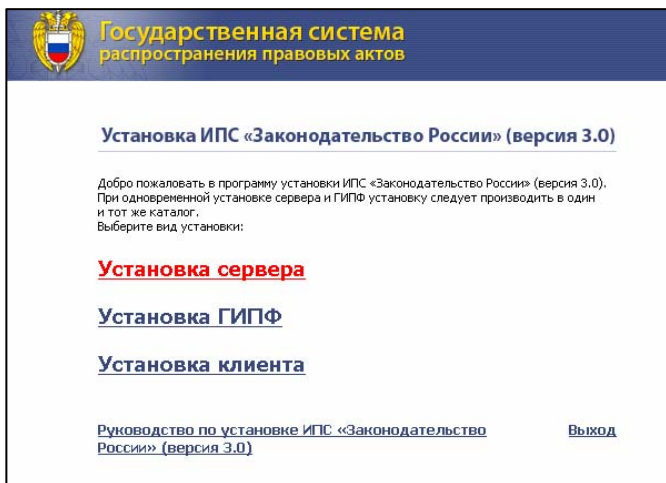 Государственная система
распространения правовых актов
Установка ИПС «Законодательство России» (версия 3.0)
Добро пожаловать в программу установки ИПС «Законодательство России» (версия 3.0).
При одновременной установке сервера и ГИПФ установку следует производить в один
и тот же каталог.
Выберите вид установки:
Установка сервера
Установка ГИПФ
Установка клиента
Руководство по установке ИПС «Законодательство Выход
России» (версия 3.0)